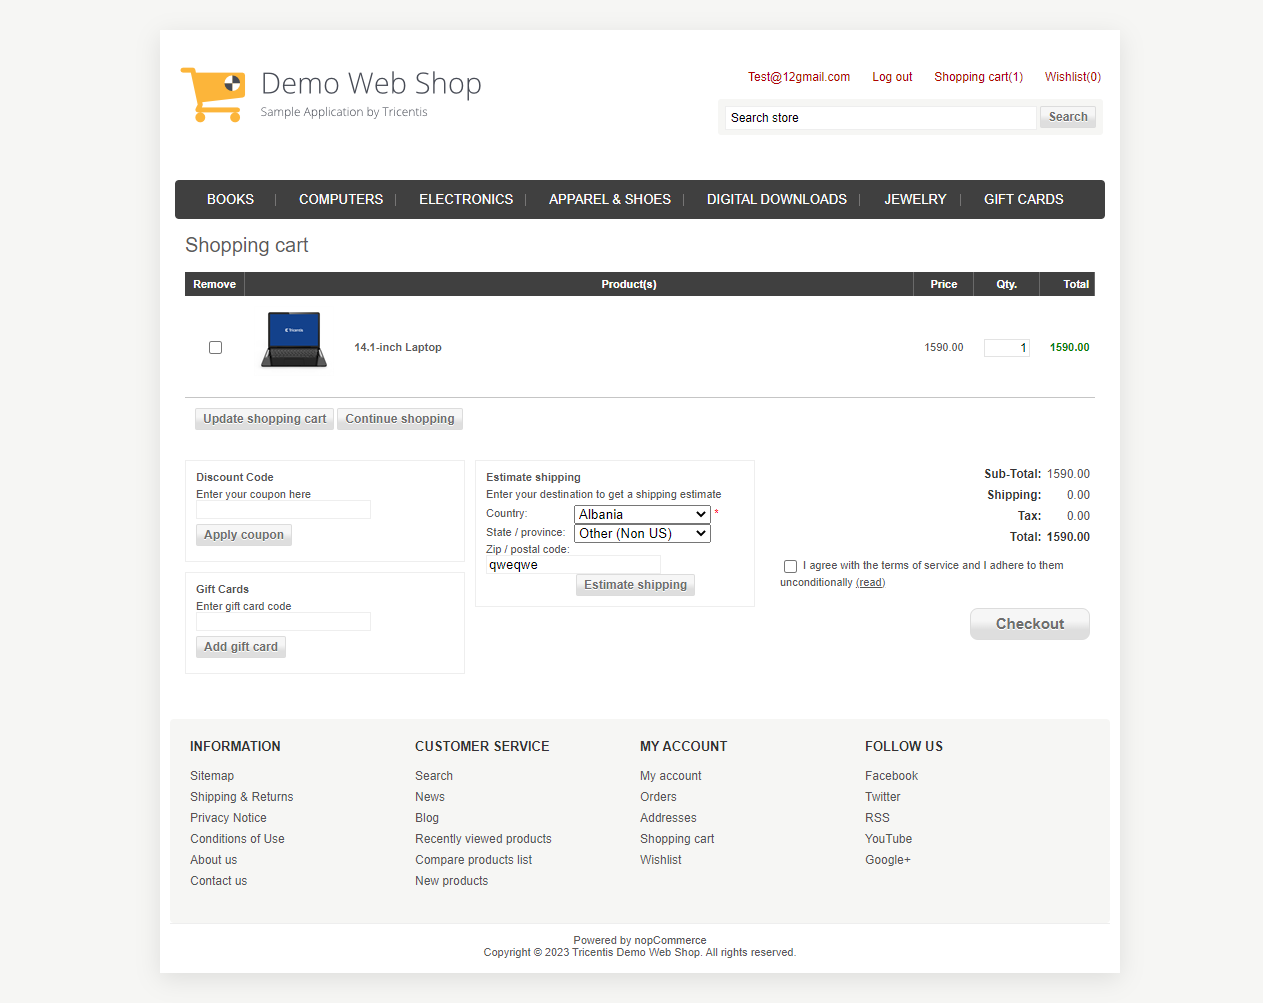 Demo Web Shop
Sample Application by Tricentis
Test@12gmail.com Log out Shopping cart(1) Wishlist(0)
Search store Search
BOOKS COMPUTERS ELECTRONICS APPAREL & SHOES DIGITAL DOWNLOADS JEWELRY GIFT CARDS
Shopping cart
Remove Product(s) Price Qty. Total
Tricentis
14.1-inch Laptop 1590.00 1 1590.00
Update shopping cart Continue shopping
Discount Code
Enter your coupon here
Apply coupon
Gift Cards
Enter gift card code
Add gift card
Estimate shipping
Enter your destination to get a shipping estimate
Country: Albania *
State / province: Other (Non US)
Zip / postal code:
qweqwe
Estimate shipping
Sub-Total: 1590.00
Shipping: 0.00
Tax: 0.00
Total: 1590.00
I agree with the terms of service and I adhere to them
unconditionally (read)
Checkout
INFORMATION
Sitemap
Shipping & Returns
Privacy Notice
Conditions of Use
About us
Contact us
CUSTOMER SERVICE
Search
News
Blog
Recently viewed products
Compare products list
New products
MY ACCOUNT
My account
Orders
Addresses
Shopping cart
Wishlist
FOLLOW US
Facebook
Twitter
RSS
YouTube
Google+
Powered by nopCommerce
Copyright © 2023 Tricentis Demo Web Shop. All rights reserved.